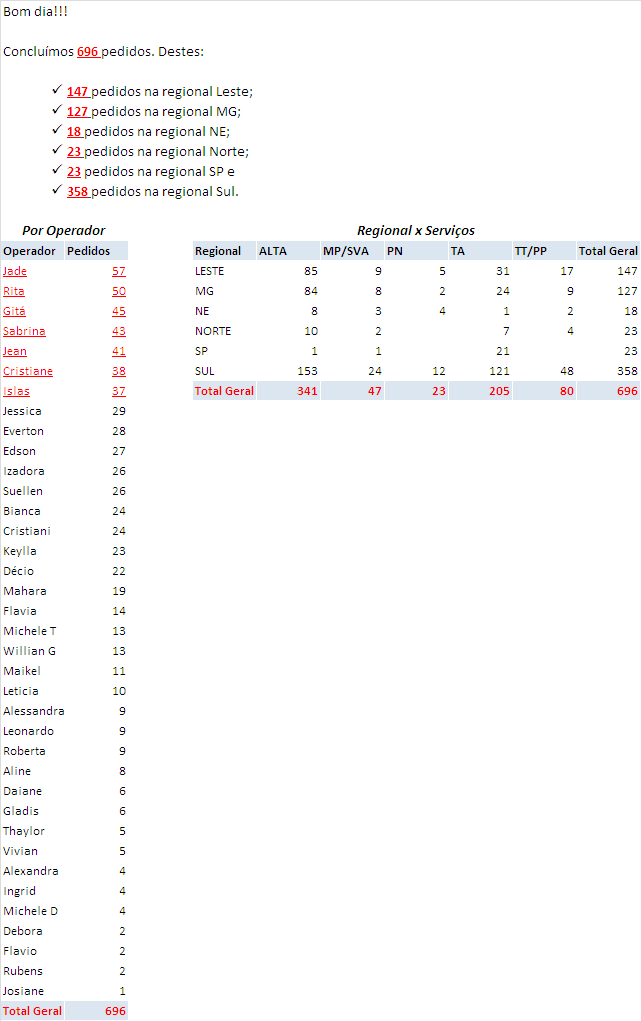 Bom dia!!!
Concluímos 696 pedidos. Destes:
✓ 147 pedidos na regional Leste;
✓ 127 pedidos na regional MG;
✓ 18 pedidos na regional NE;
✓ 23 pedidos na regional Norte;
✓ 23 pedidos na regional SP e
✓ 358 pedidos na regional Sul.
Por Operador
Operador Pedidos
Jade 57
Rita 50
Gitá 45
Sabrina 43
Jean 41
Cristiane 38
Islas 37
Jessica 29
Everton 28
Edson 27
Izadora 26
Suellen 26
Bianca 24
Cristiani 24
Keylla 23
Décio 22
Mahara 19
Flavia 14
Michele T 13
Willian G 13
Maikel 11
Leticia 10
Alessandra 9
Leonardo 9
Roberta 9
Aline 8
Daiane 6
Gladis 6
Thaylor 5
Vivian 5
Alexandra 4
Ingrid 4
Michele D 4
Debora 2
Flavio 2
Rubens 2
Josiane 1
Total Geral 696
Regional x Serviços
Regional ALTA MP/SVA PN TA TT/PP Total Geral
LESTE 85 9 5 31 17 147
MG 84 8 2 24 9 127
NE 8 3 4 1 2 18
NORTE 10 2 7 4 23
SP 1 1 21 23
SUL 153 24 12 121 48 358
Total Geral 341 47 23 205 80 696